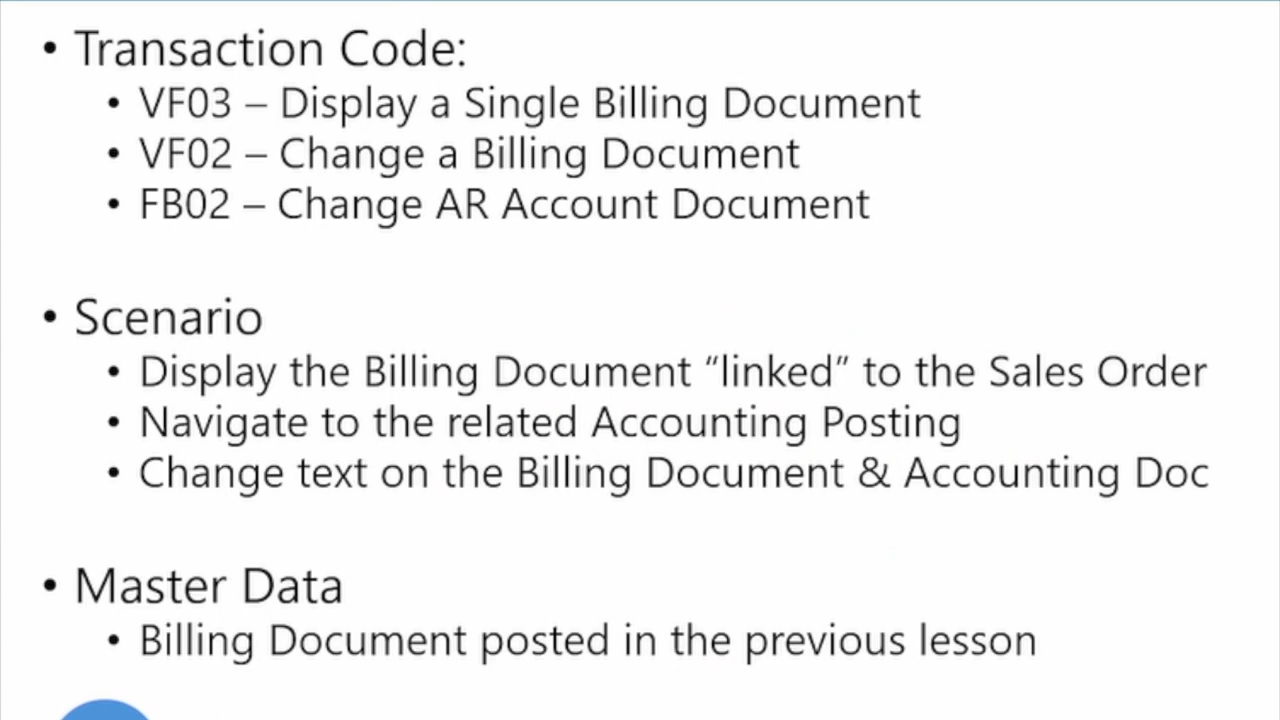 • Transaction Code:
• VF03 – Display a Single Billing Document
• VF02 – Change a Billing Document
• FB02 – Change AR Account Document
• Scenario
• Display the Billing Document “linked” to the Sales Order
• Navigate to the related Accounting Posting
• Change text on the Billing Document & Accounting Doc
• Master Data
• Billing Document posted in the previous lesson